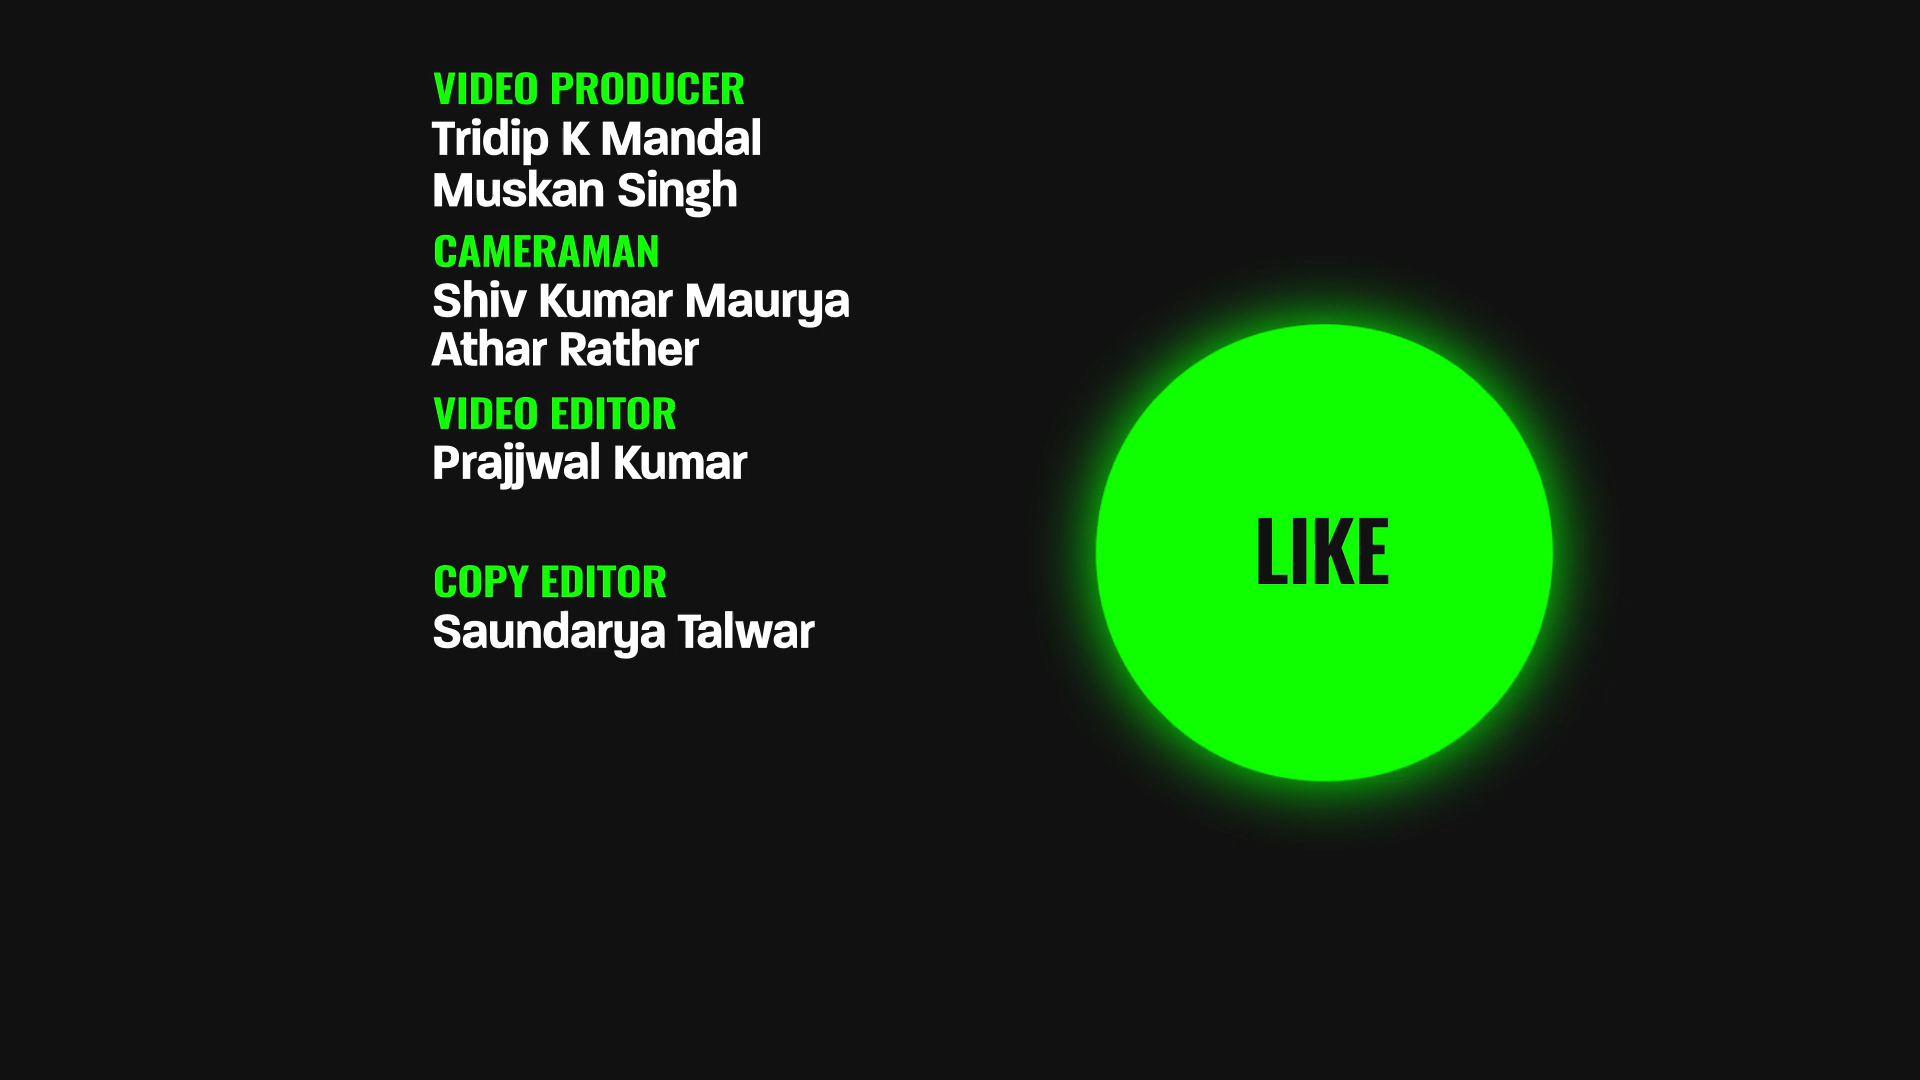 VIDEO PRODUCER
Tridip K Mandal
Muskan Singh
CAMERAMAN
Shiv Kumar Maurya
Athar Rather
VIDEO EDITOR
Prajjwal Kumar
COPY EDITOR
Saundarya Talwar
LIKE